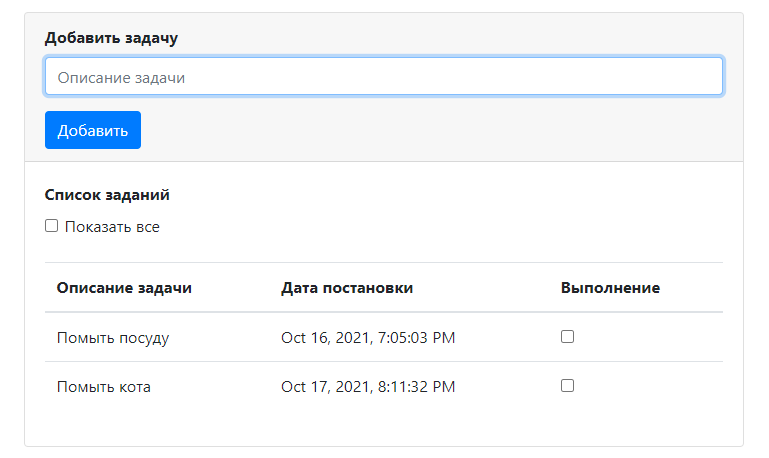 Добавить задачу
Описание задачи
Добавить
Список заданий
Показать все
Описание задачи Дата постановки Выполнение
Помыть посуду Oct 16, 2021, 7:05:03 PM
Помыть кота Oct 17, 2021, 8:11:32 PM